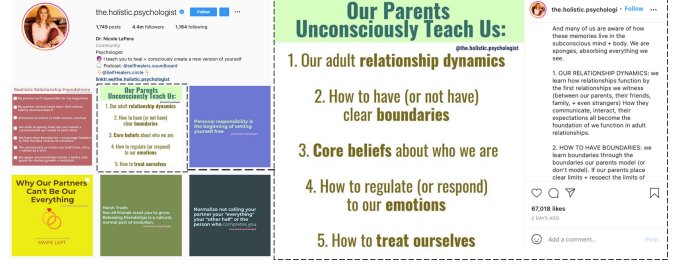 the.holistic.psychologist
1,749 posts
4.4m followers
1,164 following
Dr. Nicole LePera
Community
I teach you to heal + consciously create a new version of yourself
Podcast: @selfhealers.soundboard
@selfhealers.circle
linktr.ee/the.holistic.psychologist
Realistic Relationship Foundations
Our Parents
Unconsciously Teach Us:
1. Our adult relationship dynamics
2. How to have (or not have)
clear boundaries
3. Core beliefs about who we are
4. How to regulate (or respond)
to our emotions
5. How to treat ourselves
Personal responsibility is
the beginning of setting
yourself free
Why Our Partners
Can't Be Our
Everything
SWIPE LEFT
Harsh Truth:
Not all friends want you to grow.
Releasing friendships is a natural,
normal part of evolution.
Normalize not calling your
partner your "everything"
your "other half" or the
person who completes you.
Our Parents
Unconsciously Teach Us:
@the.holistic.psychologist
1. Our adult relationship dynamics
2. How to have (or not have)
clear boundaries
3. Core beliefs about who we are
4. How to regulate (or respond)
to our emotions
5. How to treat ourselves
the.holistic.psychologi • Follow
And many of us are aware of
how these memories live in the
subconscious mind + body. We are
sponges, absorbing everything we
see.
1. OUR RELATIONSHIP DYNAMICS: we
learn how relationships function
by the first relationships we witness
(between our parents, their friends,
family, + even strangers) How they
communicate, interact, their
expectations all become the
foundation of we function in adult
relationships.
2. HOW TO HAVE BOUNDARIES: we
learn boundaries through the
boundaries our parents model (or
don't model). If our parents place
clear limits + respect the limits of
67,018 likes
2 DAYS AGO
Add a comment...
Post